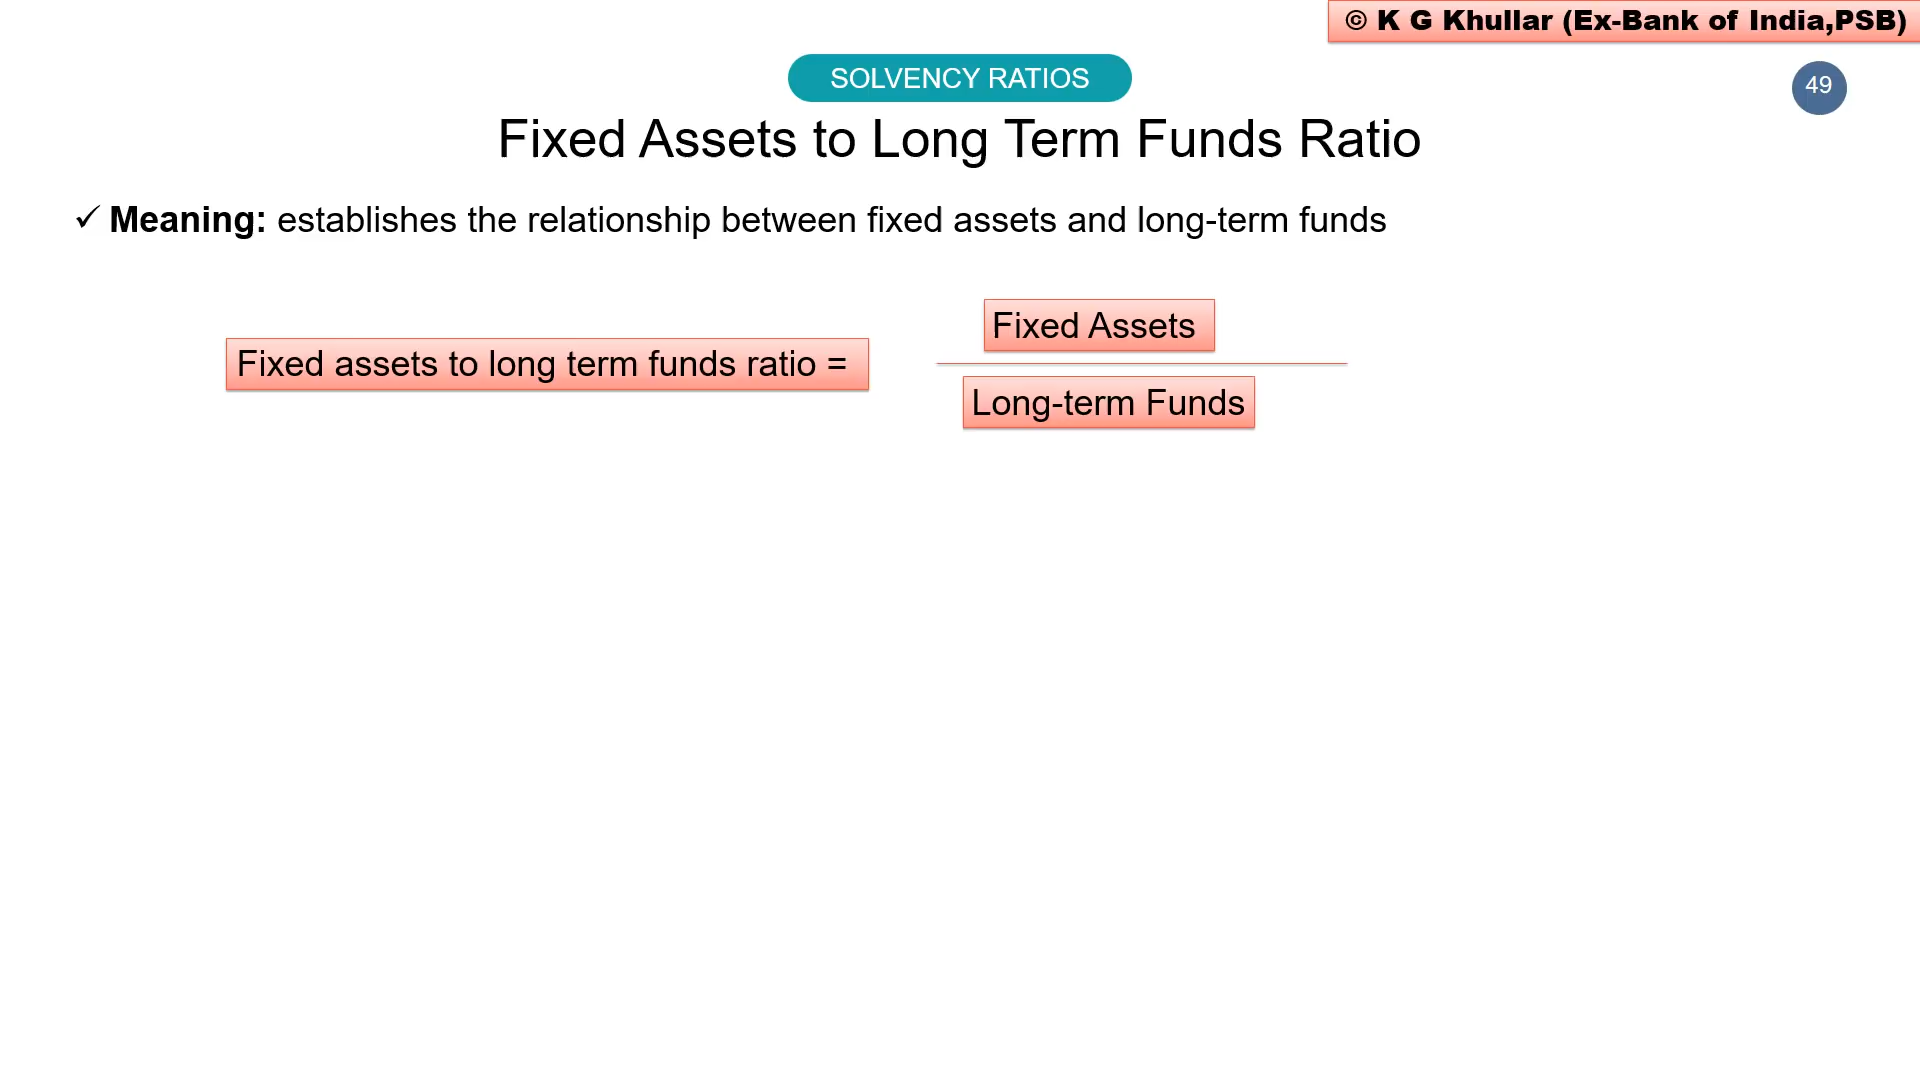 © K G Khullar (Ex-Bank of India,PSB)
SOLVENCY RATIOS
49
Fixed Assets to Long Term Funds Ratio
✓ Meaning: establishes the relationship between fixed assets and long-term funds
Fixed assets to long term funds ratio =
Fixed Assets
Long-term Funds